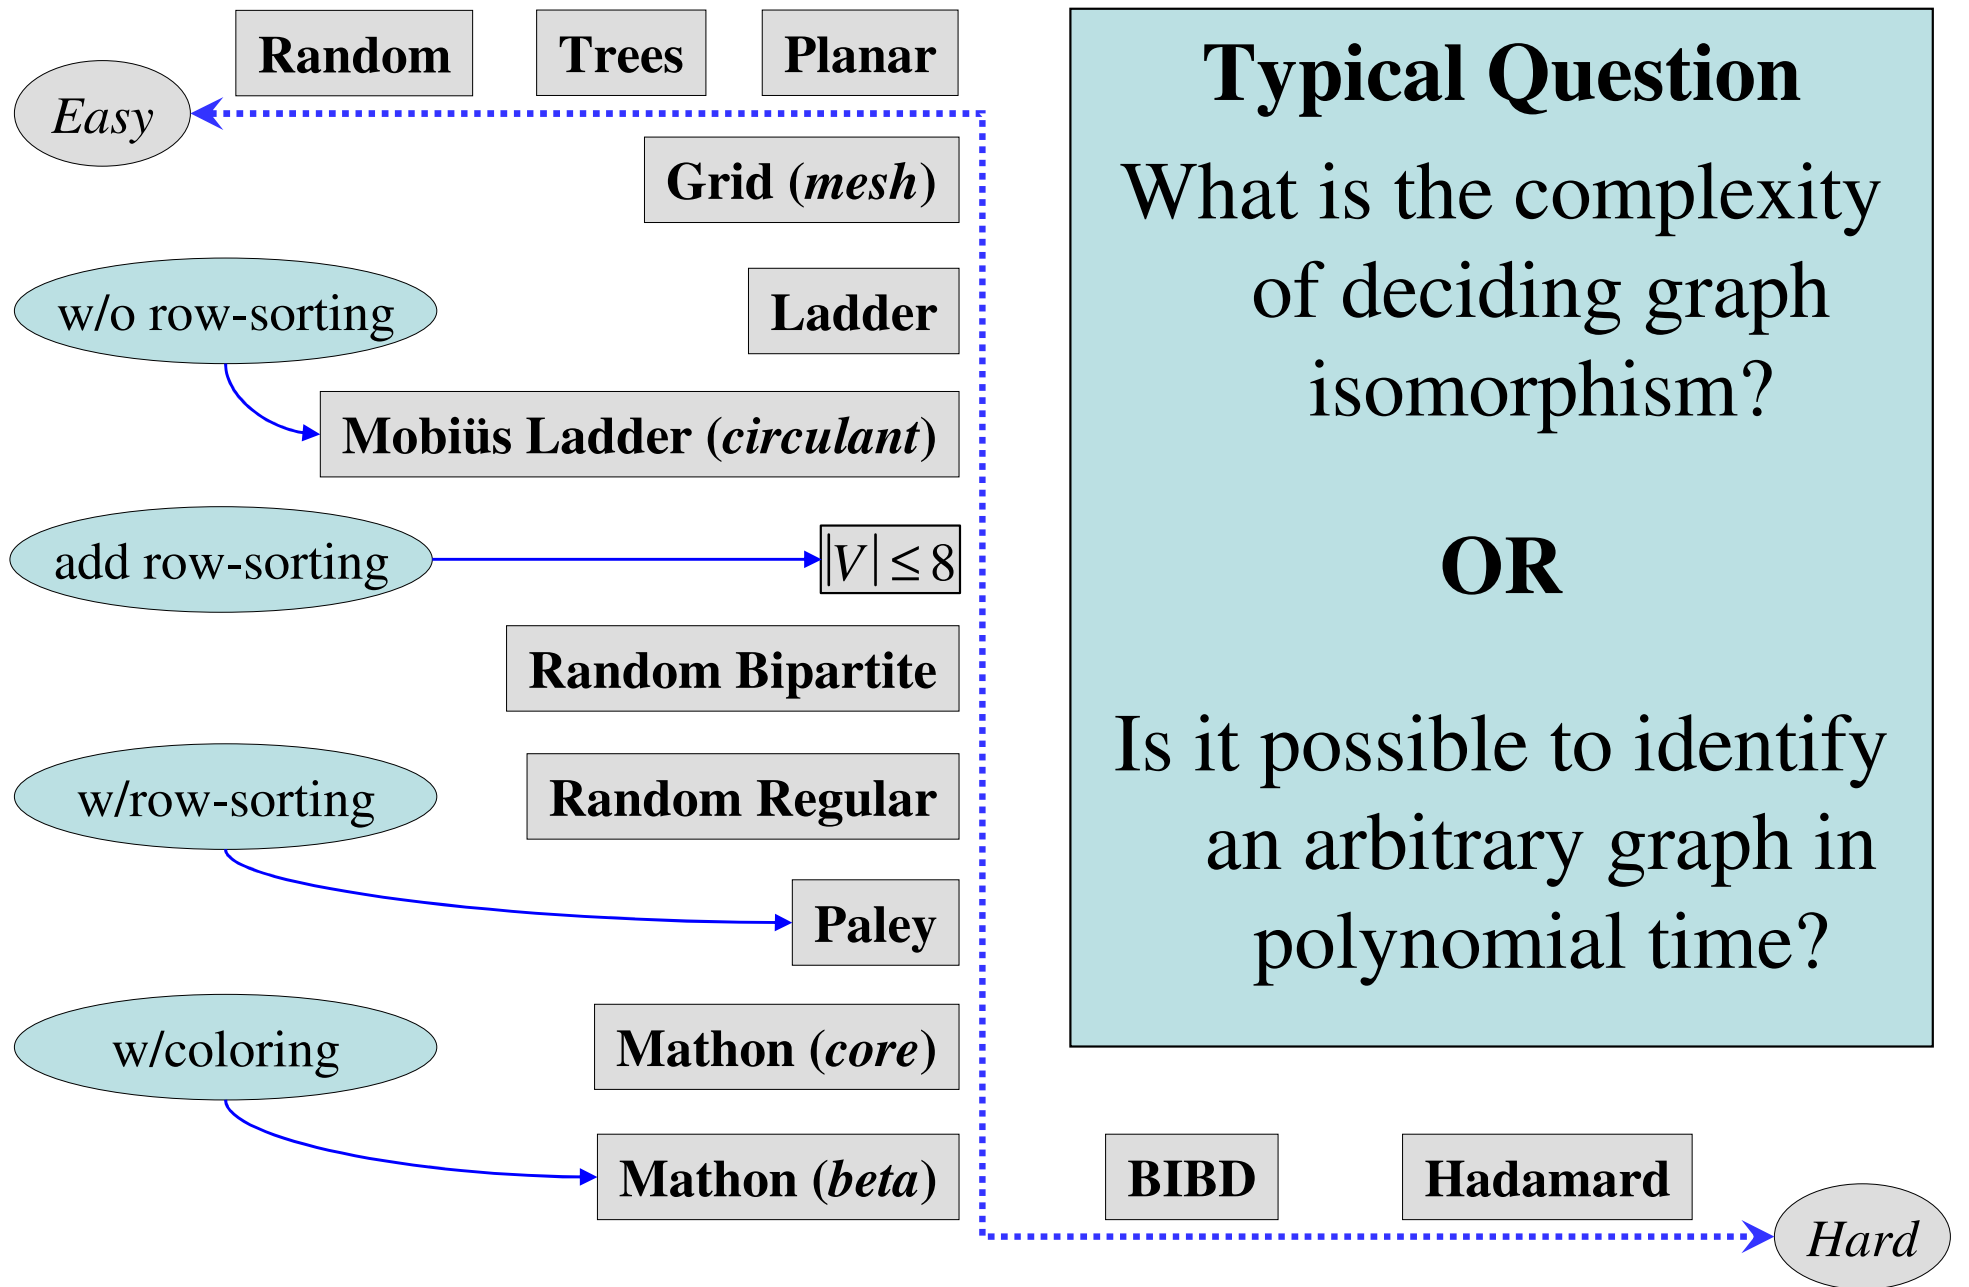 Random
Trees
Planar
Easy
Grid (mesh)
w/o row-sorting
Ladder
Mobiüs Ladder (circulant)
add row-sorting
|V| ≤ 8
Random Bipartite
w/row-sorting
Random Regular
Paley
w/coloring
Mathon (core)
Mathon (beta)
Typical Question
What is the complexity
of deciding graph
isomorphism?
OR
Is it possible to identify
an arbitrary graph in
polynomial time?
BIBD
Hadamard
Hard